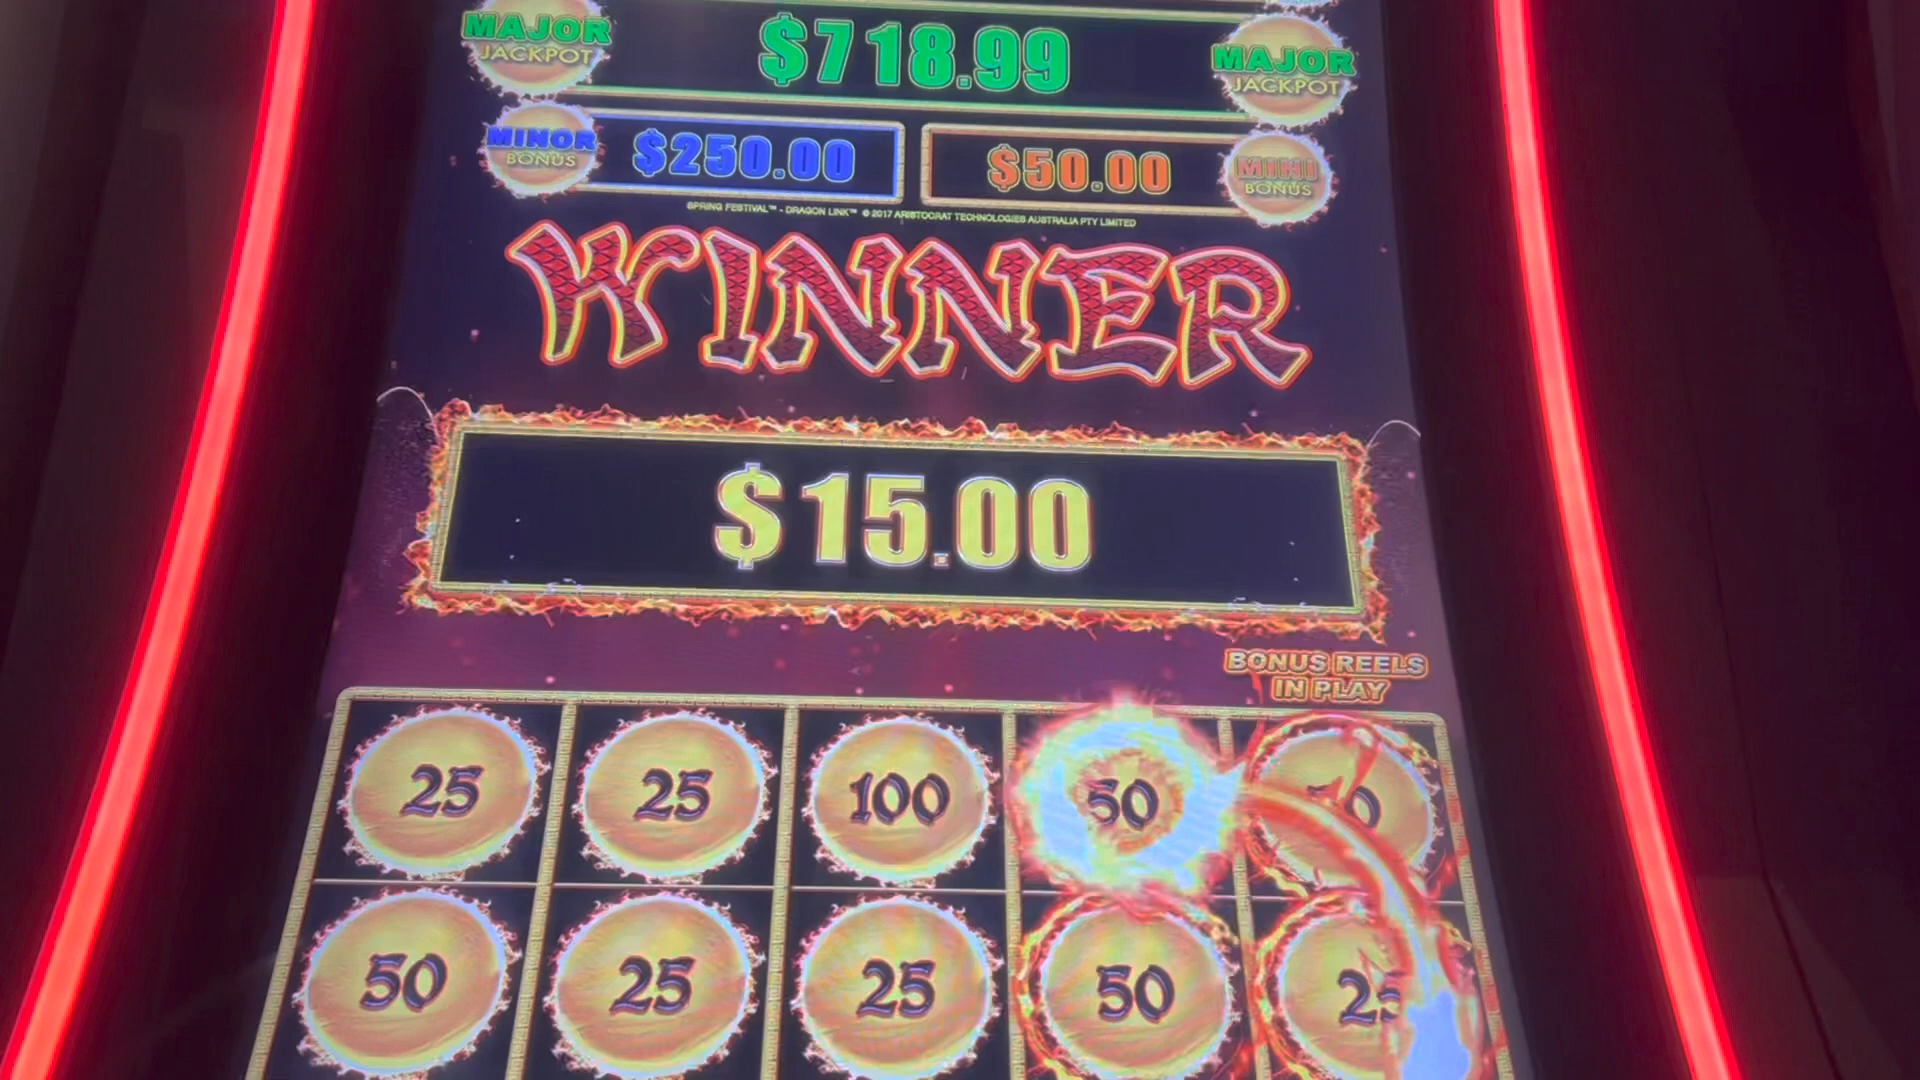 MAJOR
JACKPOT
$718.99
MAJOR
JACKPOT
MINOR
BONUS
$250.00
$50.00
MINI
BONUS
SPRING FESTIVAL™ - DRAGON LINK™ © 2017 ARISTOCRAT TECHNOLOGIES AUSTRALIA PTY LIMITED
WINNER
$15.00
BONUS REELS
IN PLAY
25 25 100 50
50 25 25 50 25